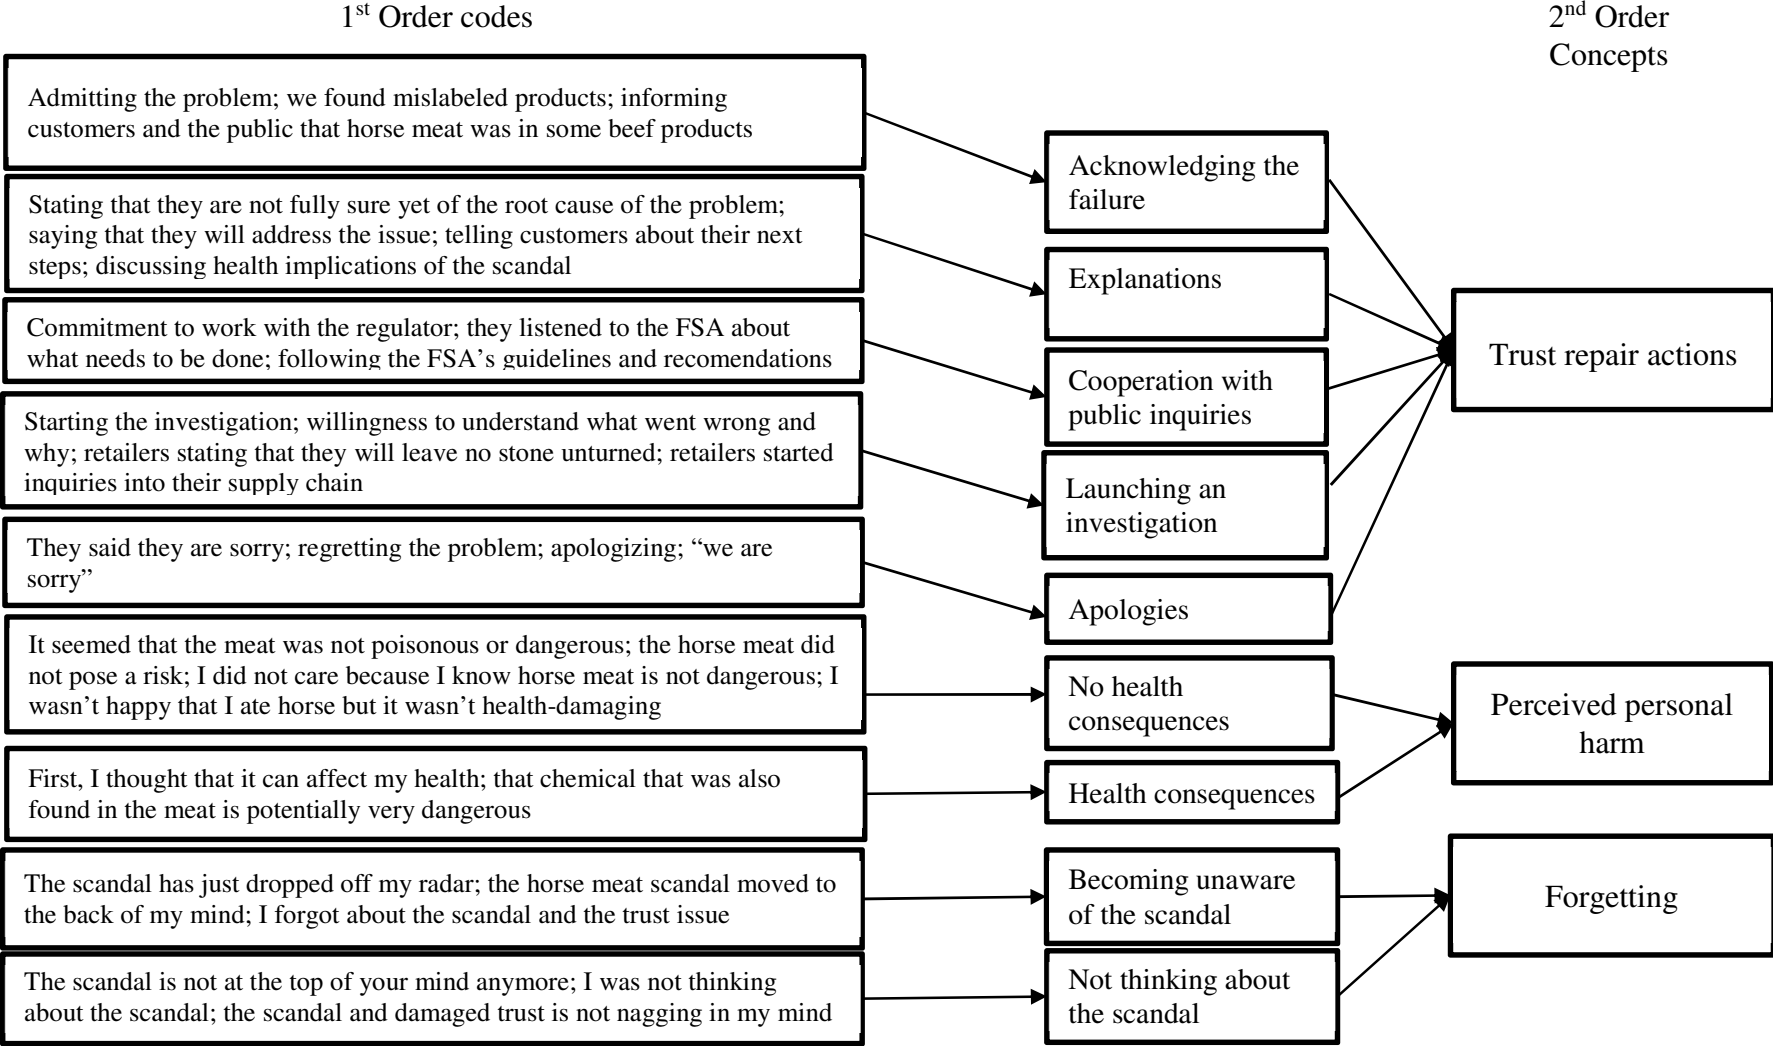 1st Order codes
2nd Order
Concepts
Admitting the problem; we found mislabeled products; informing
customers and the public that horse meat was in some beef products
Stating that they are not fully sure yet of the root cause of the problem;
saying that they will address the issue; telling customers about their next
steps; discussing health implications of the scandal
Commitment to work with the regulator; they listened to the FSA about
what needs to be done; following the FSA’s guidelines and recomendations
Starting the investigation; willingness to understand what went wrong and
why; retailers stating that they will leave no stone unturned; retailers started
inquiries into their supply chain
They said they are sorry; regretting the problem; apologizing; “we are
sorry”
It seemed that the meat was not poisonous or dangerous; the horse meat did
not pose a risk; I did not care because I know horse meat is not dangerous; I
wasn’t happy that I ate horse but it wasn’t health-damaging
First, I thought that it can affect my health; that chemical that was also
found in the meat is potentially very dangerous
The scandal has just dropped off my radar; the horse meat scandal moved to
the back of my mind; I forgot about the scandal and the trust issue
The scandal is not at the top of your mind anymore; I was not thinking
about the scandal; the scandal and damaged trust is not nagging in my mind
Acknowledging the
failure
Explanations
Cooperation with
public inquiries
Launching an
investigation
Apologies
No health
consequences
Health consequences
Becoming unaware
of the scandal
Not thinking about
the scandal
Trust repair actions
Perceived personal
harm
Forgetting